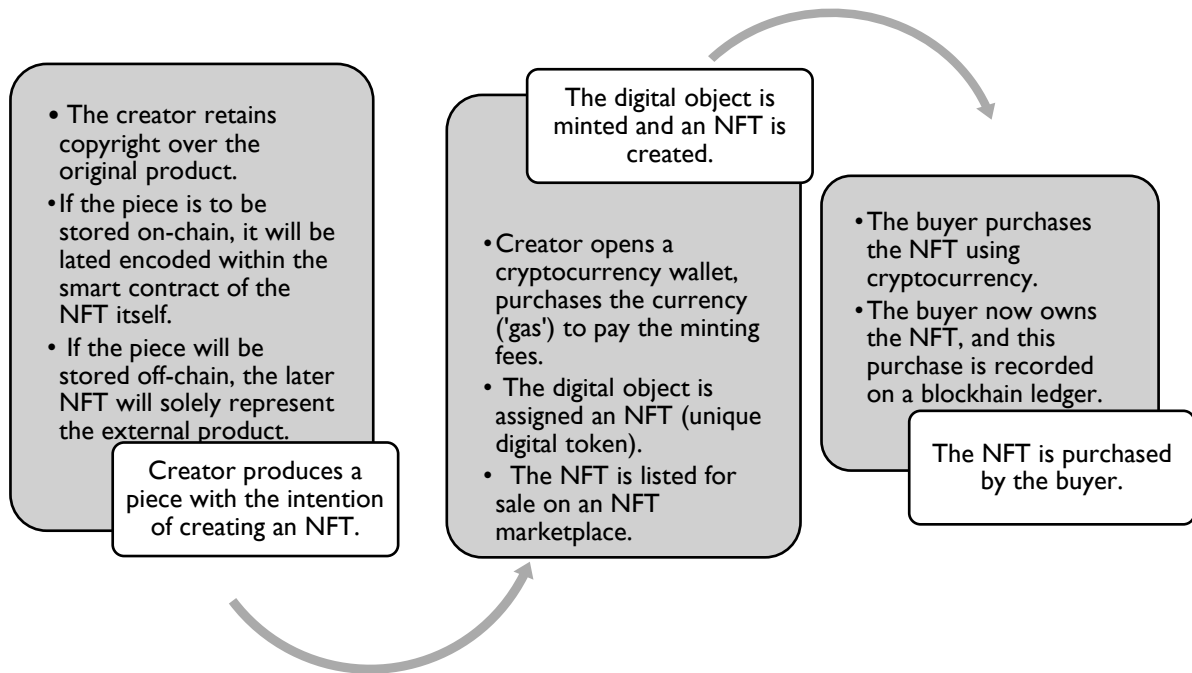 • The creator retains
copyright over the
original product.
•If the piece is to be
stored on-chain, it will be
lated encoded within the
smart contract of the
NFT itself.
• If the piece will be
stored off-chain, the later
NFT will solely represent
the external product.
Creator produces a
piece with the intention
of creating an NFT.
The digital object is
minted and an NFT is
created.
•Creator opens a
cryptocurrency wallet,
purchases the currency
('gas') to pay the minting
fees.
• The digital object is
assigned an NFT (unique
digital token).
• The NFT is listed for
sale on an NFT
marketplace.
•The buyer purchases
the NFT using
cryptocurrency.
•The buyer now owns
the NFT, and this
purchase is recorded
on a blockhain ledger.
The NFT is purchased
by the buyer.